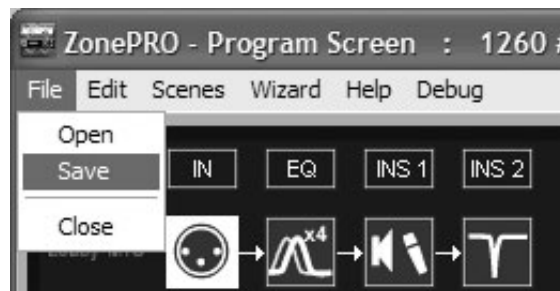 ZonePRO - Program Screen : 1260
File Edit Scenes Wizard Help Debug
Open
Save
Close
IN EQ INS 1 INS 2
x4